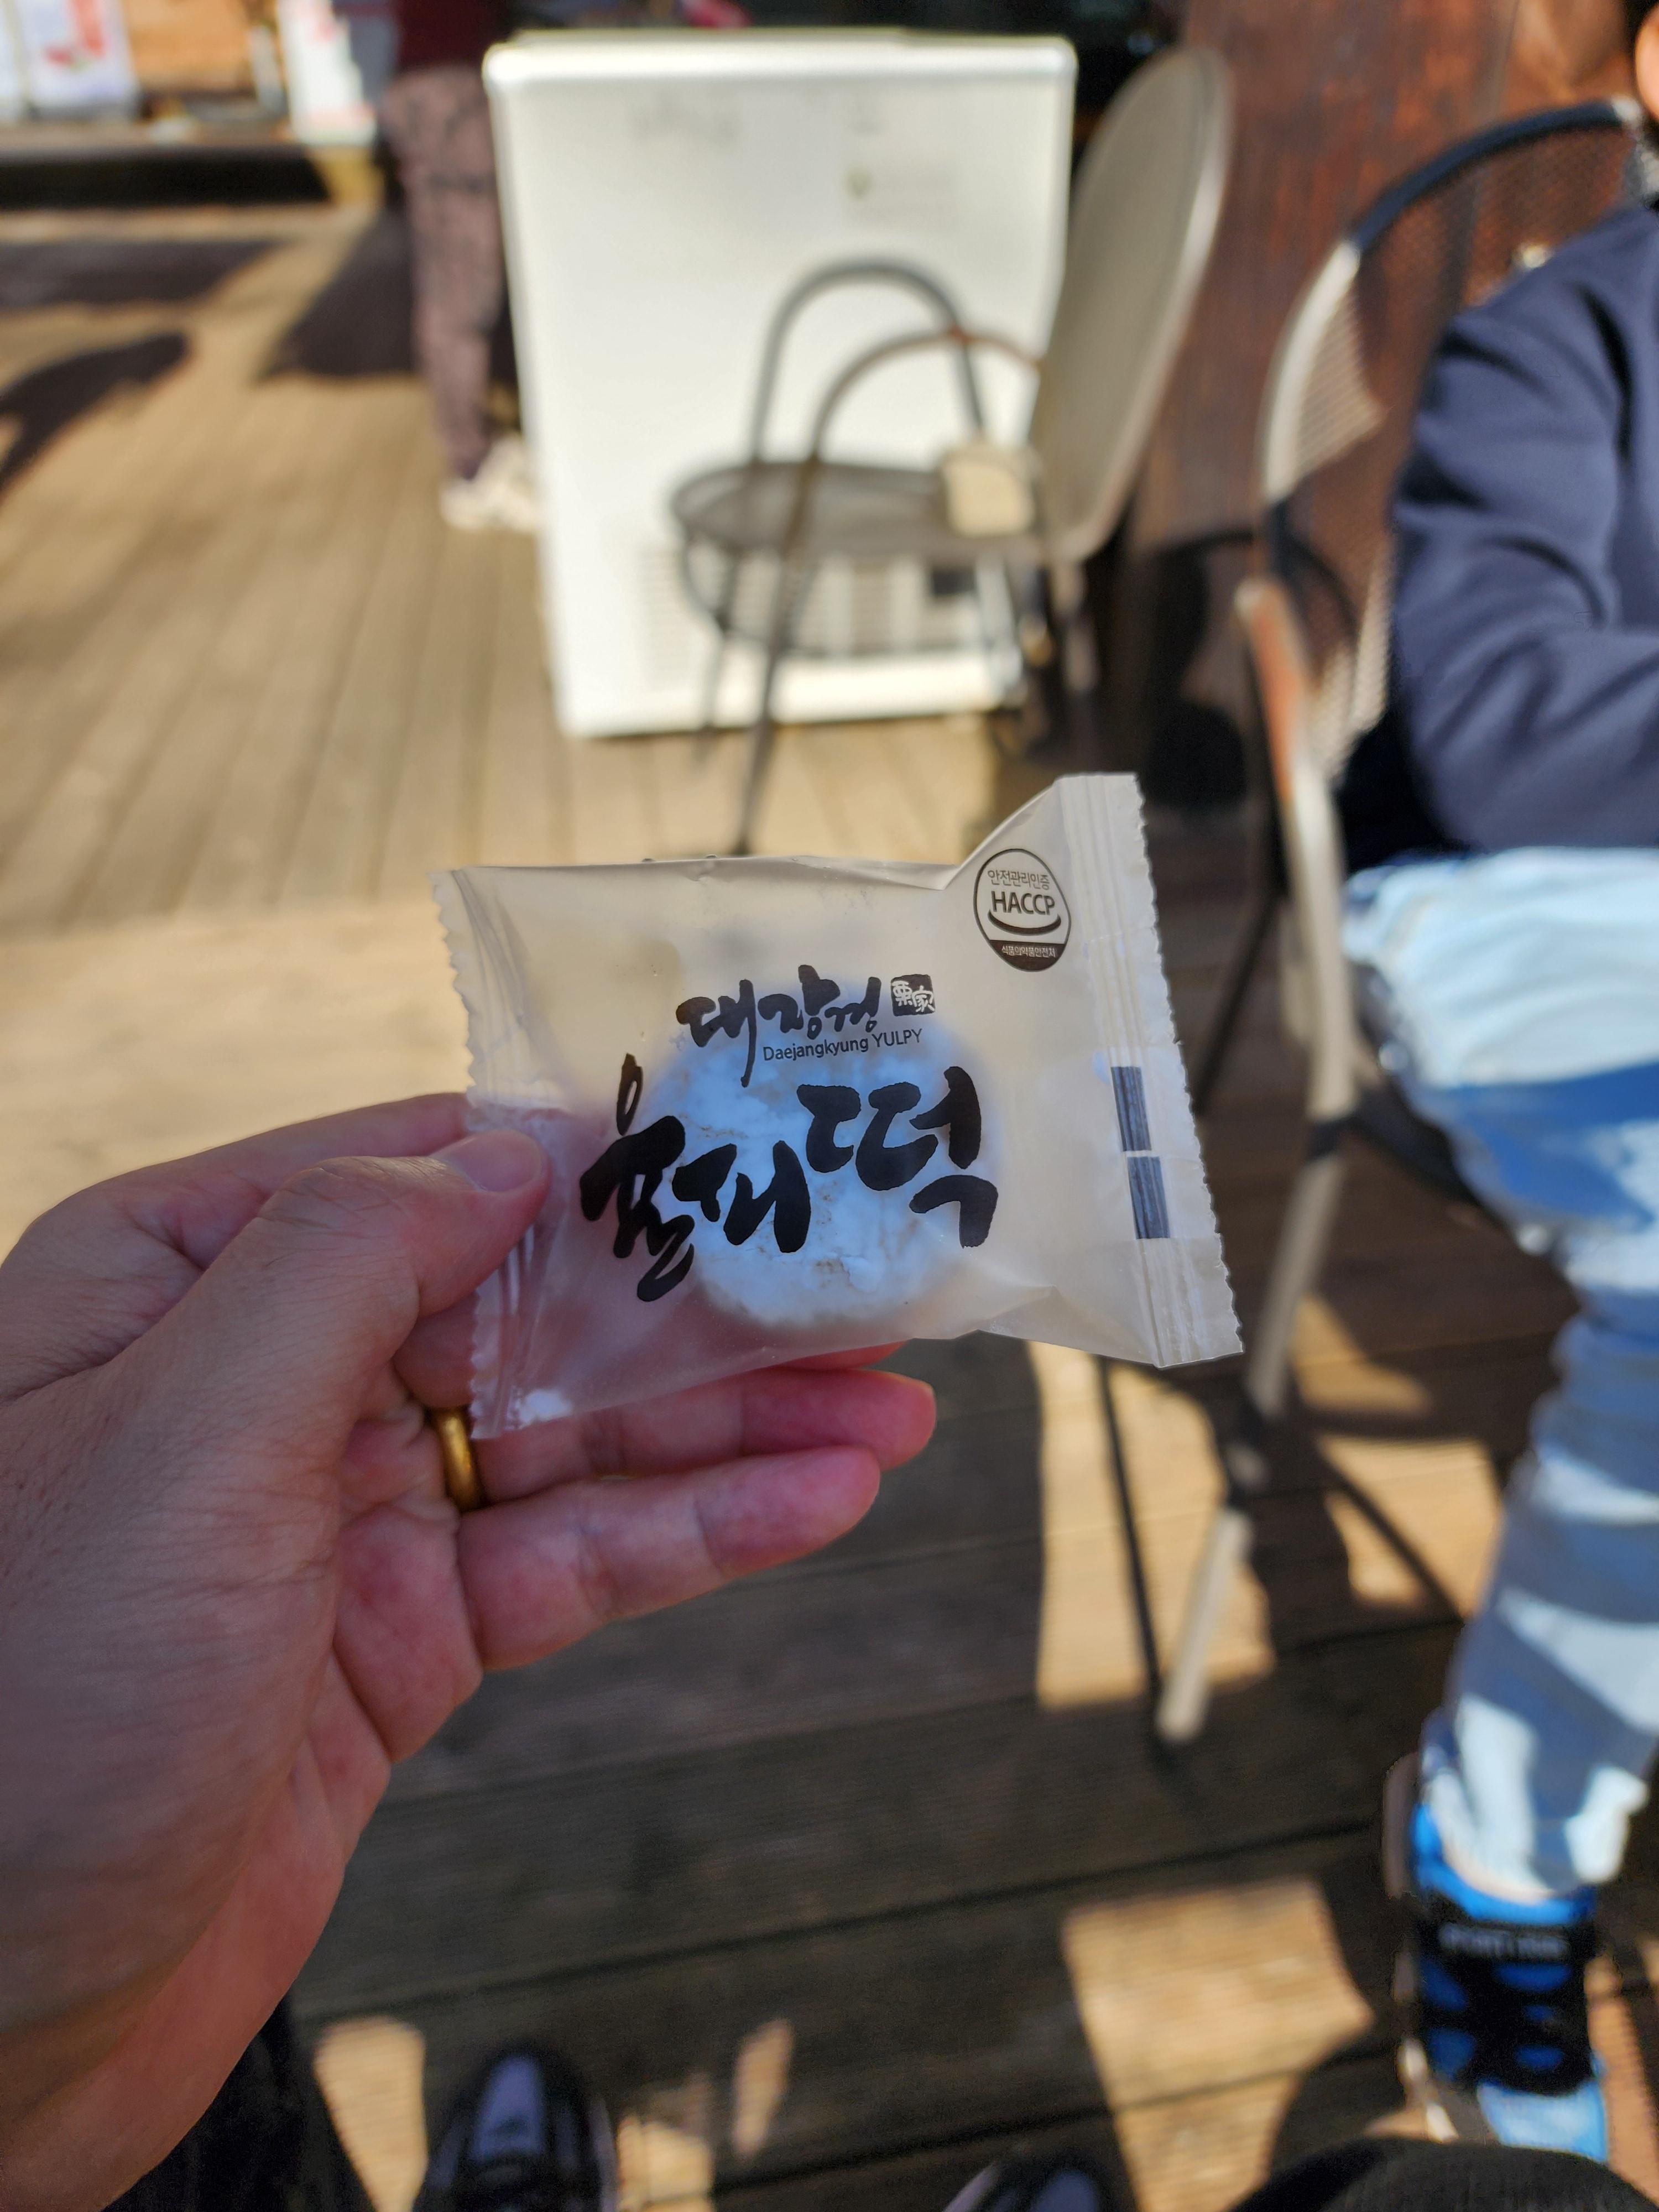 안전관리인증
HACCP
식품의약품안전처
대장경 栗家
Daejangkyung YULPY
율피떡